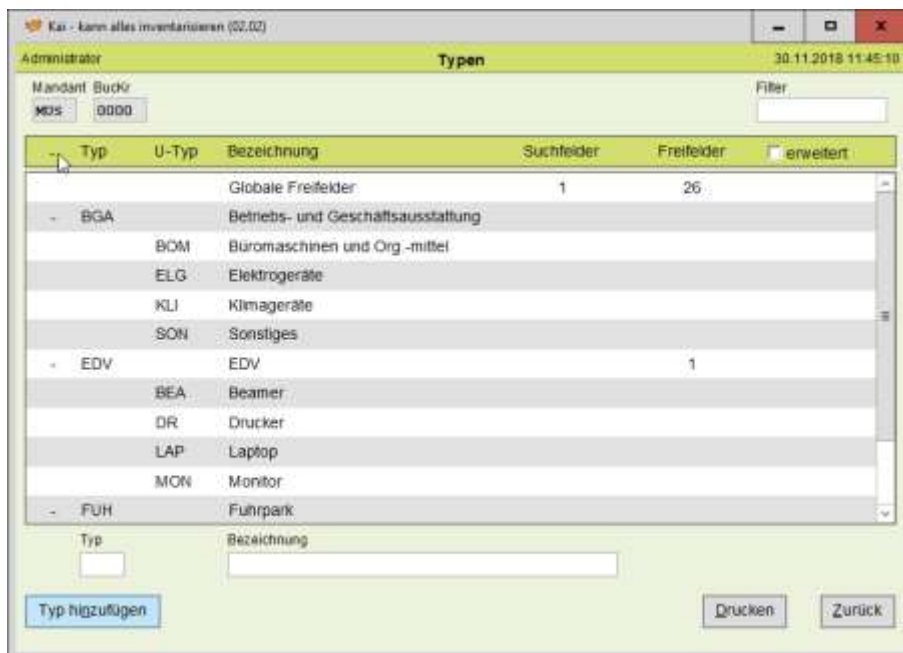 Kai - kann alles inventarisieren (02.02)
Administrator Typen 30.11.2018 11:45:10
Mandant BucKr Filter
MDS 0000
-- Typ U-Typ Bezeichnung Suchfelder Freifelder erweitert
Globale Freifelder 1 26
- BGA Betriebs- und Geschäftsausstattung
BOM Büromaschinen und Org.-mittel
ELG Elektrogeräte
KLI Klimageräte
SON Sonstiges
- EDV EDV 1
BEA Beamer
DR Drucker
LAP Laptop
MON Monitor
- FUH Fuhrpark
Typ Bezeichnung
Typ hinzufügen Drucken Zurück